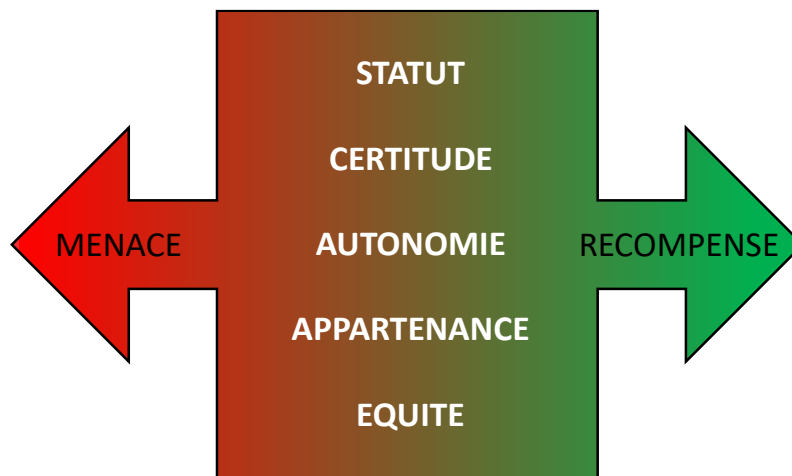 STATUT
CERTITUDE
MENACE
AUTONOMIE
RECOMPENSE
APPARTENANCE
EQUITE